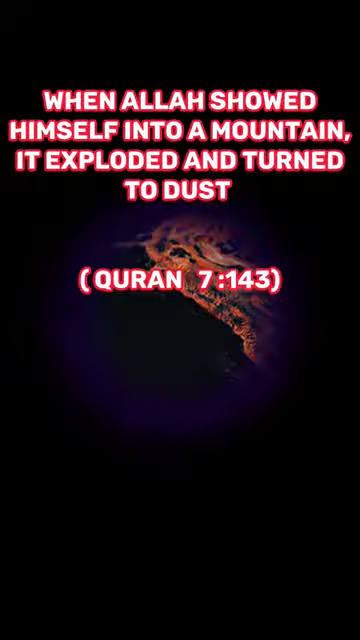 WHEN ALLAH SHOWED
HIMSELF INTO A MOUNTAIN,
IT EXPLODED AND TURNED
TO DUST
( QURAN 7 :143)